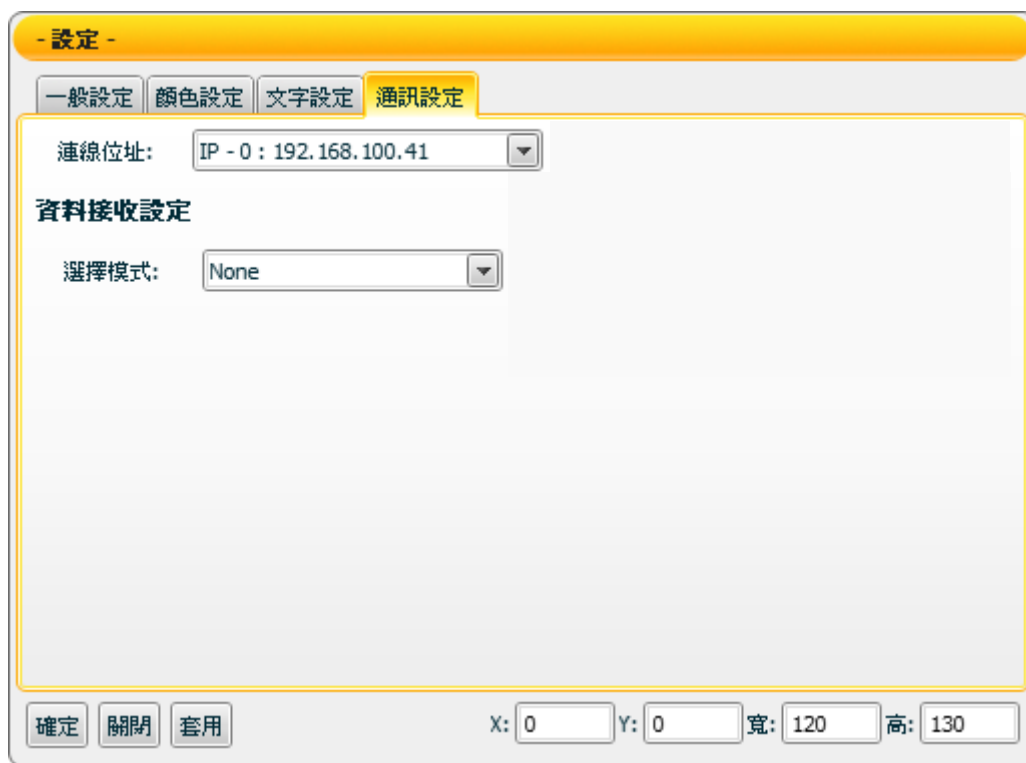 - 設定 -
一般設定 顏色設定 文字設定 通訊設定
連線位址: IP - 0 : 192.168.100.41
資料接收設定
選擇模式: None
確定 關閉 套用 X: 0 Y: 0 寬: 120 高: 130